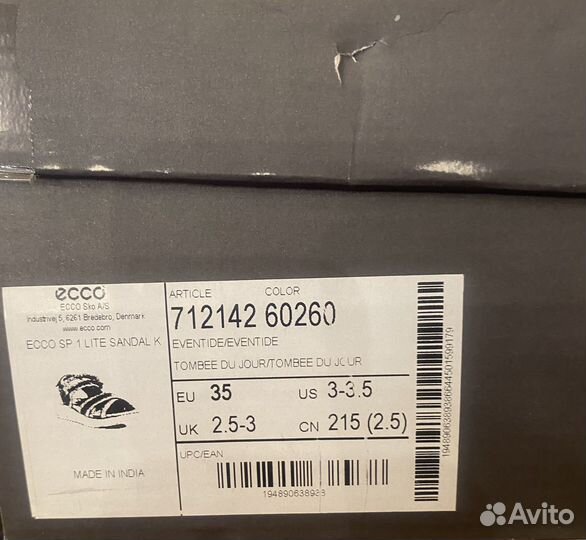 ecco
ECCO Sko A/S
Industrivej 5, 6261 Bredebro, Denmark
www.ecco.com
ECCO SP 1 LITE SANDAL K
MADE IN INDIA
ARTICLE COLOR
712142 60260
EVENTIDE/EVENTIDE
TOMBEE DU JOUR/TOMBEE DU JOUR
EU 35 US 3-3.5
UK 2.5-3 CN 215 (2.5)
UPC/EAN
194890638938
Avito